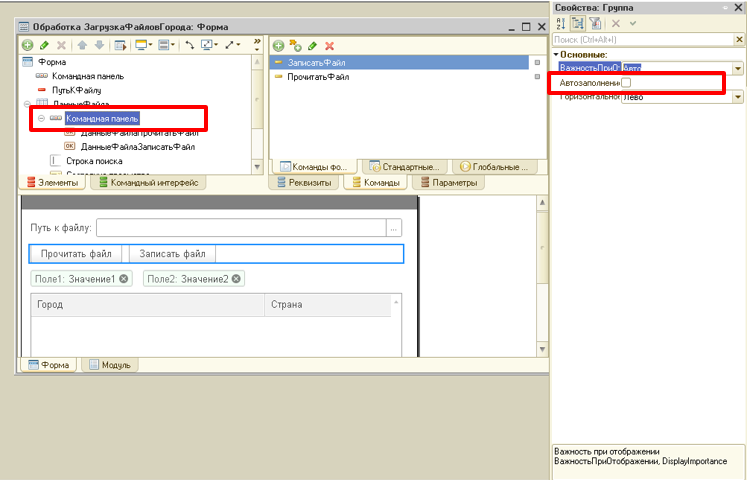 Обработка ЗагрузкаФайловГорода: Форма
Форма
Командная панель
ПутьКФайлу
ДанныеФайла
Командная панель
ДанныеФайлаПрочитатьФайл
ДанныеФайлаЗаписатьФайл
Строка поиска
Элементы
Командный интерфейс
ЗаписатьФайл
ПрочитатьФайл
Команды фо...
Стандартные...
Глобальные ...
Реквизиты
Команды
Параметры
Путь к файлу:
...
Прочитать файл
Записать файл
Поле1: Значение1
Поле2: Значение2
Город
Страна
Форма
Модуль
Свойства: Группа
Поиск (Ctrl+Alt+I)
Основные:
ВажностьПриО: Авто
Автозаполнени
Горизонтальное Лево
Важность при отображении
ВажностьПриОтображении, DisplayImportance